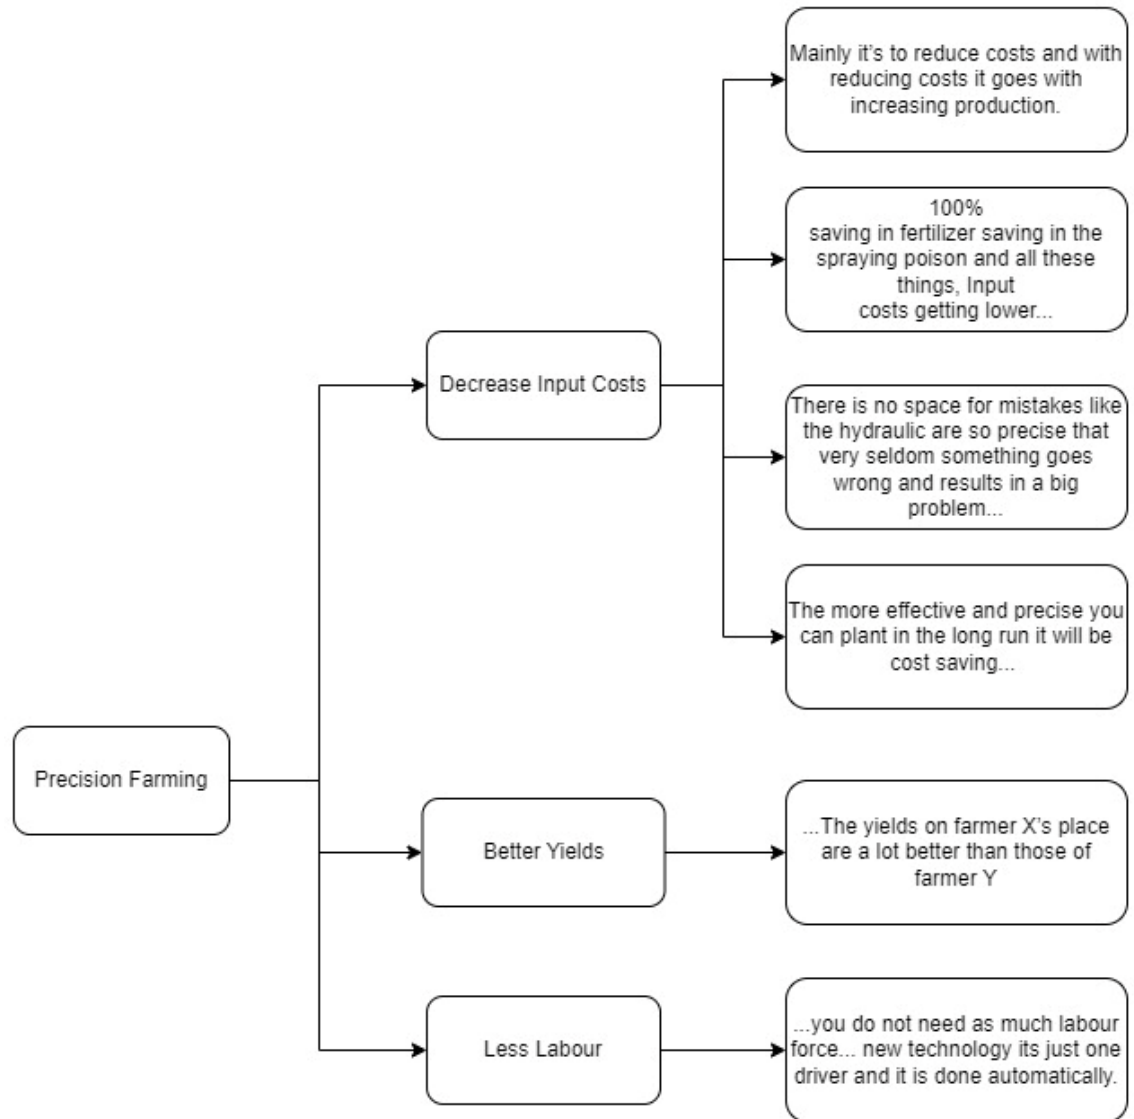 Mainly it's to reduce costs and with
reducing costs it goes with
increasing production.
100%
saving in fertilizer saving in the
spraying poison and all these
things, Input
costs getting lower...
Decrease Input Costs
There is no space for mistakes like
the hydraulic are so precise that
very seldom something goes
wrong and results in a big
problem...
The more effective and precise you
can plant in the long run it will be
cost saving...
Precision Farming
Better Yields
...The yields on farmer X's place
are a lot better than those of
farmer Y
Less Labour
...you do not need as much labour
force... new technology its just one
driver and it is done automatically.